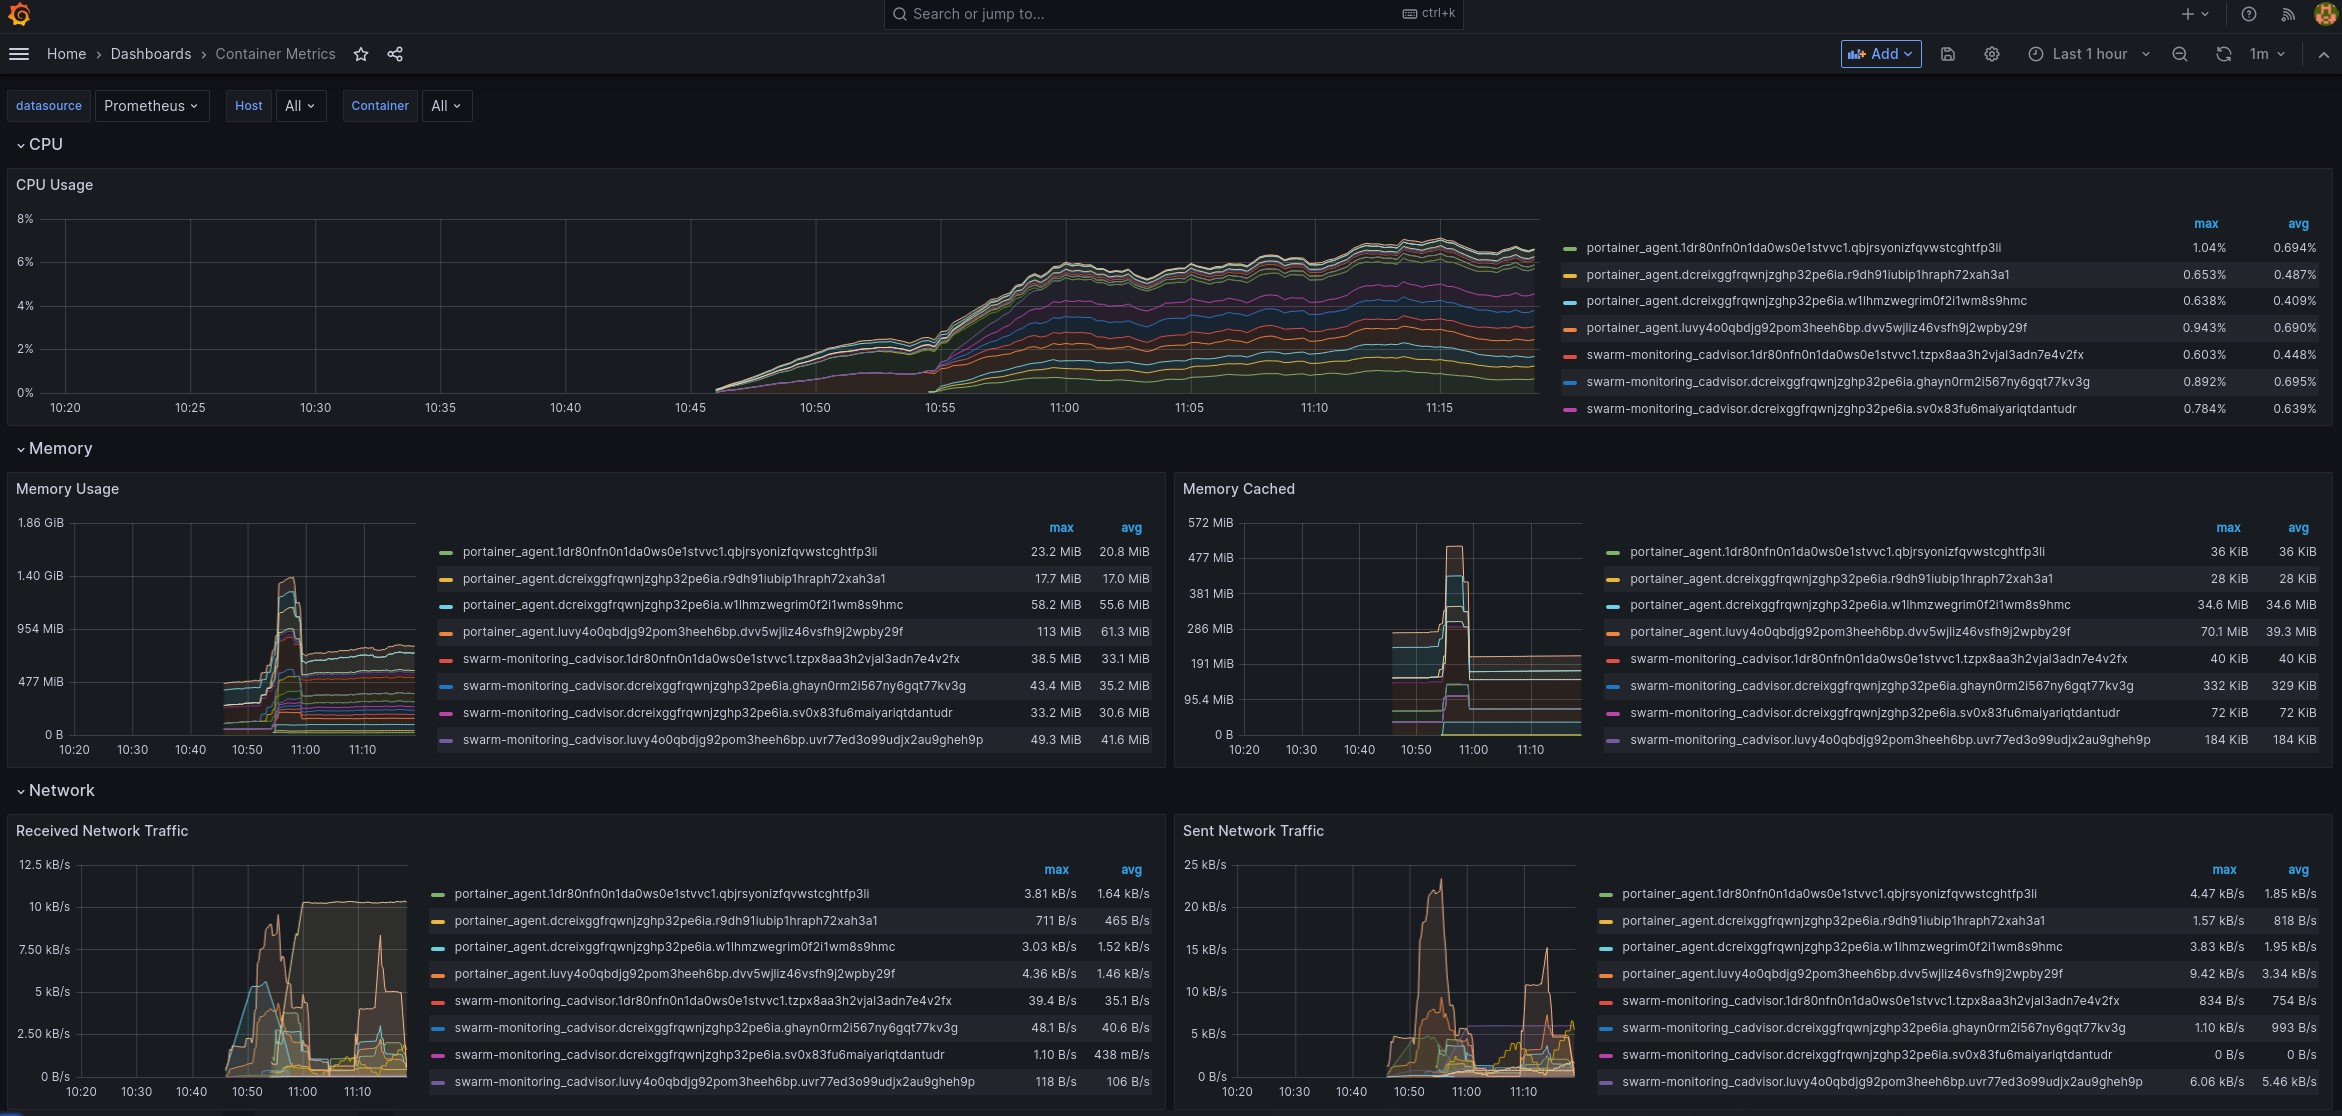 Search or jump to...
ctrl+k
Home › Dashboards › Container Metrics
Add
Last 1 hour
1m
datasource Prometheus Host All Container All
CPU
CPU Usage
8%
6%
4%
2%
0%
10:20 10:25 10:30 10:35 10:40 10:45 10:50 10:55 11:00 11:05 11:10 11:15
max avg
portainer_agent.1dr80nfn0n1da0ws0e1stvvc1.qbjrsyonizfqvwstcghtfp3li 1.04% 0.694%
portainer_agent.dcreixggfrqwnjzghp32pe6ia.r9dh91iubip1hraph72xah3a1 0.653% 0.487%
portainer_agent.dcreixggfrqwnjzghp32pe6ia.w1lhmzwegrim0f2i1wm8s9hmc 0.638% 0.409%
portainer_agent.luvy4o0qbdjg92pom3heeh6bp.dvv5wjliz46vsfh9j2wpby29f 0.943% 0.690%
swarm-monitoring_cadvisor.1dr80nfn0n1da0ws0e1stvvc1.tzpx8aa3h2vjal3adn7e4v2fx 0.603% 0.448%
swarm-monitoring_cadvisor.dcreixggfrqwnjzghp32pe6ia.ghayn0rm2i567ny6gqt77kv3g 0.892% 0.695%
swarm-monitoring_cadvisor.dcreixggfrqwnjzghp32pe6ia.sv0x83fu6maiyariqtdantudr 0.784% 0.639%
Memory
Memory Usage
1.86 GiB
1.40 GiB
954 MiB
477 MiB
0 B
10:20 10:30 10:40 10:50 11:00 11:10
max avg
portainer_agent.1dr80nfn0n1da0ws0e1stvvc1.qbjrsyonizfqvwstcghtfp3li 23.2 MiB 20.8 MiB
portainer_agent.dcreixggfrqwnjzghp32pe6ia.r9dh91iubip1hraph72xah3a1 17.7 MiB 17.0 MiB
portainer_agent.dcreixggfrqwnjzghp32pe6ia.w1lhmzwegrim0f2i1wm8s9hmc 58.2 MiB 55.6 MiB
portainer_agent.luvy4o0qbdjg92pom3heeh6bp.dvv5wjliz46vsfh9j2wpby29f 113 MiB 61.3 MiB
swarm-monitoring_cadvisor.1dr80nfn0n1da0ws0e1stvvc1.tzpx8aa3h2vjal3adn7e4v2fx 38.5 MiB 33.1 MiB
swarm-monitoring_cadvisor.dcreixggfrqwnjzghp32pe6ia.ghayn0rm2i567ny6gqt77kv3g 43.4 MiB 35.2 MiB
swarm-monitoring_cadvisor.dcreixggfrqwnjzghp32pe6ia.sv0x83fu6maiyariqtdantudr 33.2 MiB 30.6 MiB
swarm-monitoring_cadvisor.luvy4o0qbdjg92pom3heeh6bp.uvr77ed3o99udjx2au9gheh9p 49.3 MiB 41.6 MiB
Memory Cached
572 MiB
477 MiB
381 MiB
286 MiB
191 MiB
95.4 MiB
0 B
10:20 10:30 10:40 10:50 11:00 11:10
max avg
portainer_agent.1dr80nfn0n1da0ws0e1stvvc1.qbjrsyonizfqvwstcghtfp3li 36 KiB 36 KiB
portainer_agent.dcreixggfrqwnjzghp32pe6ia.r9dh91iubip1hraph72xah3a1 28 KiB 28 KiB
portainer_agent.dcreixggfrqwnjzghp32pe6ia.w1lhmzwegrim0f2i1wm8s9hmc 34.6 MiB 34.6 MiB
portainer_agent.luvy4o0qbdjg92pom3heeh6bp.dvv5wjliz46vsfh9j2wpby29f 70.1 MiB 39.3 MiB
swarm-monitoring_cadvisor.1dr80nfn0n1da0ws0e1stvvc1.tzpx8aa3h2vjal3adn7e4v2fx 40 KiB 40 KiB
swarm-monitoring_cadvisor.dcreixggfrqwnjzghp32pe6ia.ghayn0rm2i567ny6gqt77kv3g 332 KiB 329 KiB
swarm-monitoring_cadvisor.dcreixggfrqwnjzghp32pe6ia.sv0x83fu6maiyariqtdantudr 72 KiB 72 KiB
swarm-monitoring_cadvisor.luvy4o0qbdjg92pom3heeh6bp.uvr77ed3o99udjx2au9gheh9p 184 KiB 184 KiB
Network
Received Network Traffic
12.5 kB/s
10 kB/s
7.50 kB/s
5 kB/s
2.50 kB/s
0 B/s
10:20 10:30 10:40 10:50 11:00 11:10
max avg
portainer_agent.1dr80nfn0n1da0ws0e1stvvc1.qbjrsyonizfqvwstcghtfp3li 3.81 kB/s 1.64 kB/s
portainer_agent.dcreixggfrqwnjzghp32pe6ia.r9dh91iubip1hraph72xah3a1 711 B/s 465 B/s
portainer_agent.dcreixggfrqwnjzghp32pe6ia.w1lhmzwegrim0f2i1wm8s9hmc 3.03 kB/s 1.52 kB/s
portainer_agent.luvy4o0qbdjg92pom3heeh6bp.dvv5wjliz46vsfh9j2wpby29f 4.36 kB/s 1.46 kB/s
swarm-monitoring_cadvisor.1dr80nfn0n1da0ws0e1stvvc1.tzpx8aa3h2vjal3adn7e4v2fx 39.4 B/s 35.1 B/s
swarm-monitoring_cadvisor.dcreixggfrqwnjzghp32pe6ia.ghayn0rm2i567ny6gqt77kv3g 48.1 B/s 40.6 B/s
swarm-monitoring_cadvisor.dcreixggfrqwnjzghp32pe6ia.sv0x83fu6maiyariqtdantudr 1.10 B/s 438 mB/s
swarm-monitoring_cadvisor.luvy4o0qbdjg92pom3heeh6bp.uvr77ed3o99udjx2au9gheh9p 118 B/s 106 B/s
Sent Network Traffic
25 kB/s
20 kB/s
15 kB/s
10 kB/s
5 kB/s
0 B/s
10:20 10:30 10:40 10:50 11:00 11:10
max avg
portainer_agent.1dr80nfn0n1da0ws0e1stvvc1.qbjrsyonizfqvwstcghtfp3li 4.47 kB/s 1.85 kB/s
portainer_agent.dcreixggfrqwnjzghp32pe6ia.r9dh91iubip1hraph72xah3a1 1.57 kB/s 818 B/s
portainer_agent.dcreixggfrqwnjzghp32pe6ia.w1lhmzwegrim0f2i1wm8s9hmc 3.83 kB/s 1.95 kB/s
portainer_agent.luvy4o0qbdjg92pom3heeh6bp.dvv5wjliz46vsfh9j2wpby29f 9.42 kB/s 3.34 kB/s
swarm-monitoring_cadvisor.1dr80nfn0n1da0ws0e1stvvc1.tzpx8aa3h2vjal3adn7e4v2fx 834 B/s 754 B/s
swarm-monitoring_cadvisor.dcreixggfrqwnjzghp32pe6ia.ghayn0rm2i567ny6gqt77kv3g 1.10 kB/s 993 B/s
swarm-monitoring_cadvisor.dcreixggfrqwnjzghp32pe6ia.sv0x83fu6maiyariqtdantudr 0 B/s 0 B/s
swarm-monitoring_cadvisor.luvy4o0qbdjg92pom3heeh6bp.uvr77ed3o99udjx2au9gheh9p 6.06 kB/s 5.46 kB/s